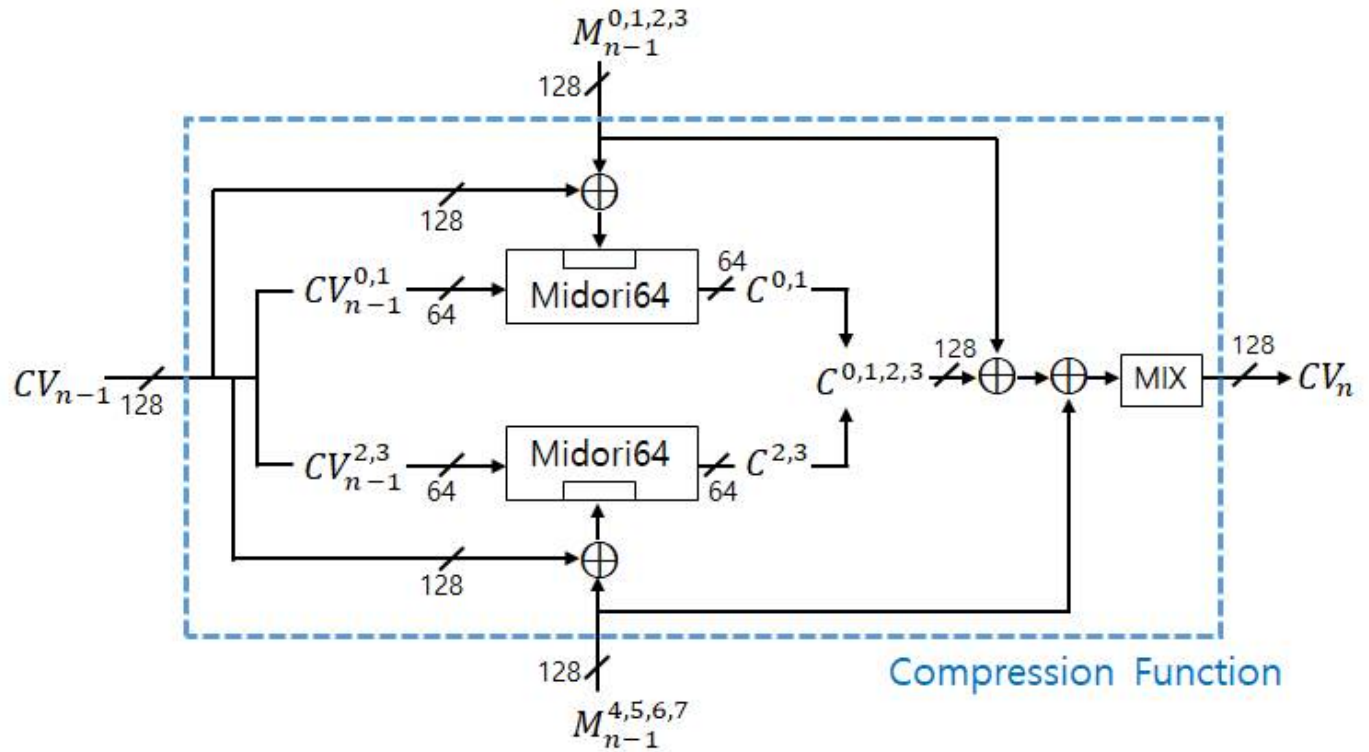 M_{n-1}^{0,1,2,3}
128
128
CV_{n-1}^{0,1}
64
Midori64
64
C^{0,1}
CV_{n-1}
128
C^{0,1,2,3}
128
MIX
128
CV_n
CV_{n-1}^{2,3}
64
Midori64
64
C^{2,3}
128
128
Compression Function
M_{n-1}^{4,5,6,7}